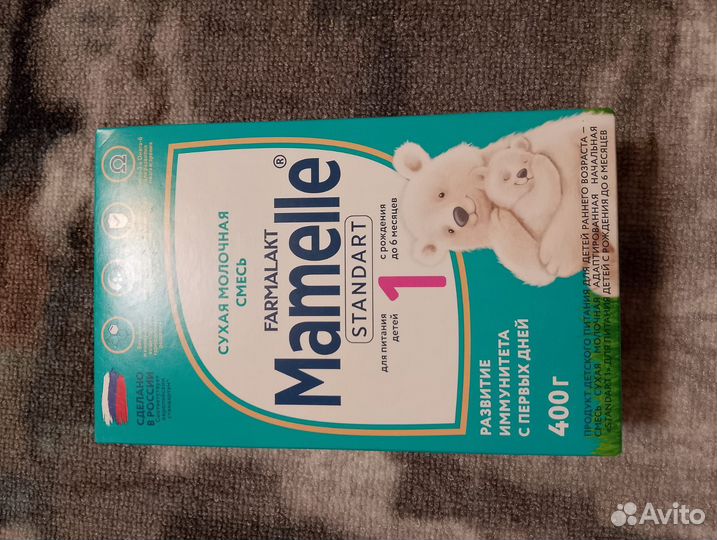 СУХАЯ МОЛОЧНАЯ
СМЕСЬ
FARMALAKT
Mamelle®
STANDART
для питания
детей
1
с рождения
до 6 месяцев
СДЕЛАНО
В РОССИИ
РАЗВИТИЕ
ИММУНИТЕТА
С ПЕРВЫХ ДНЕЙ
400 г
ПРОДУКТ ДЕТСКОГО ПИТАНИЯ ДЛЯ ДЕТЕЙ РАННЕГО ВОЗРАСТА –
СМЕСЬ СУХАЯ МОЛОЧНАЯ АДАПТИРОВАННАЯ НАЧАЛЬНАЯ
«STANDART 1» ДЛЯ ПИТАНИЯ ДЕТЕЙ С РОЖДЕНИЯ ДО 6 МЕСЯЦЕВ
Avito